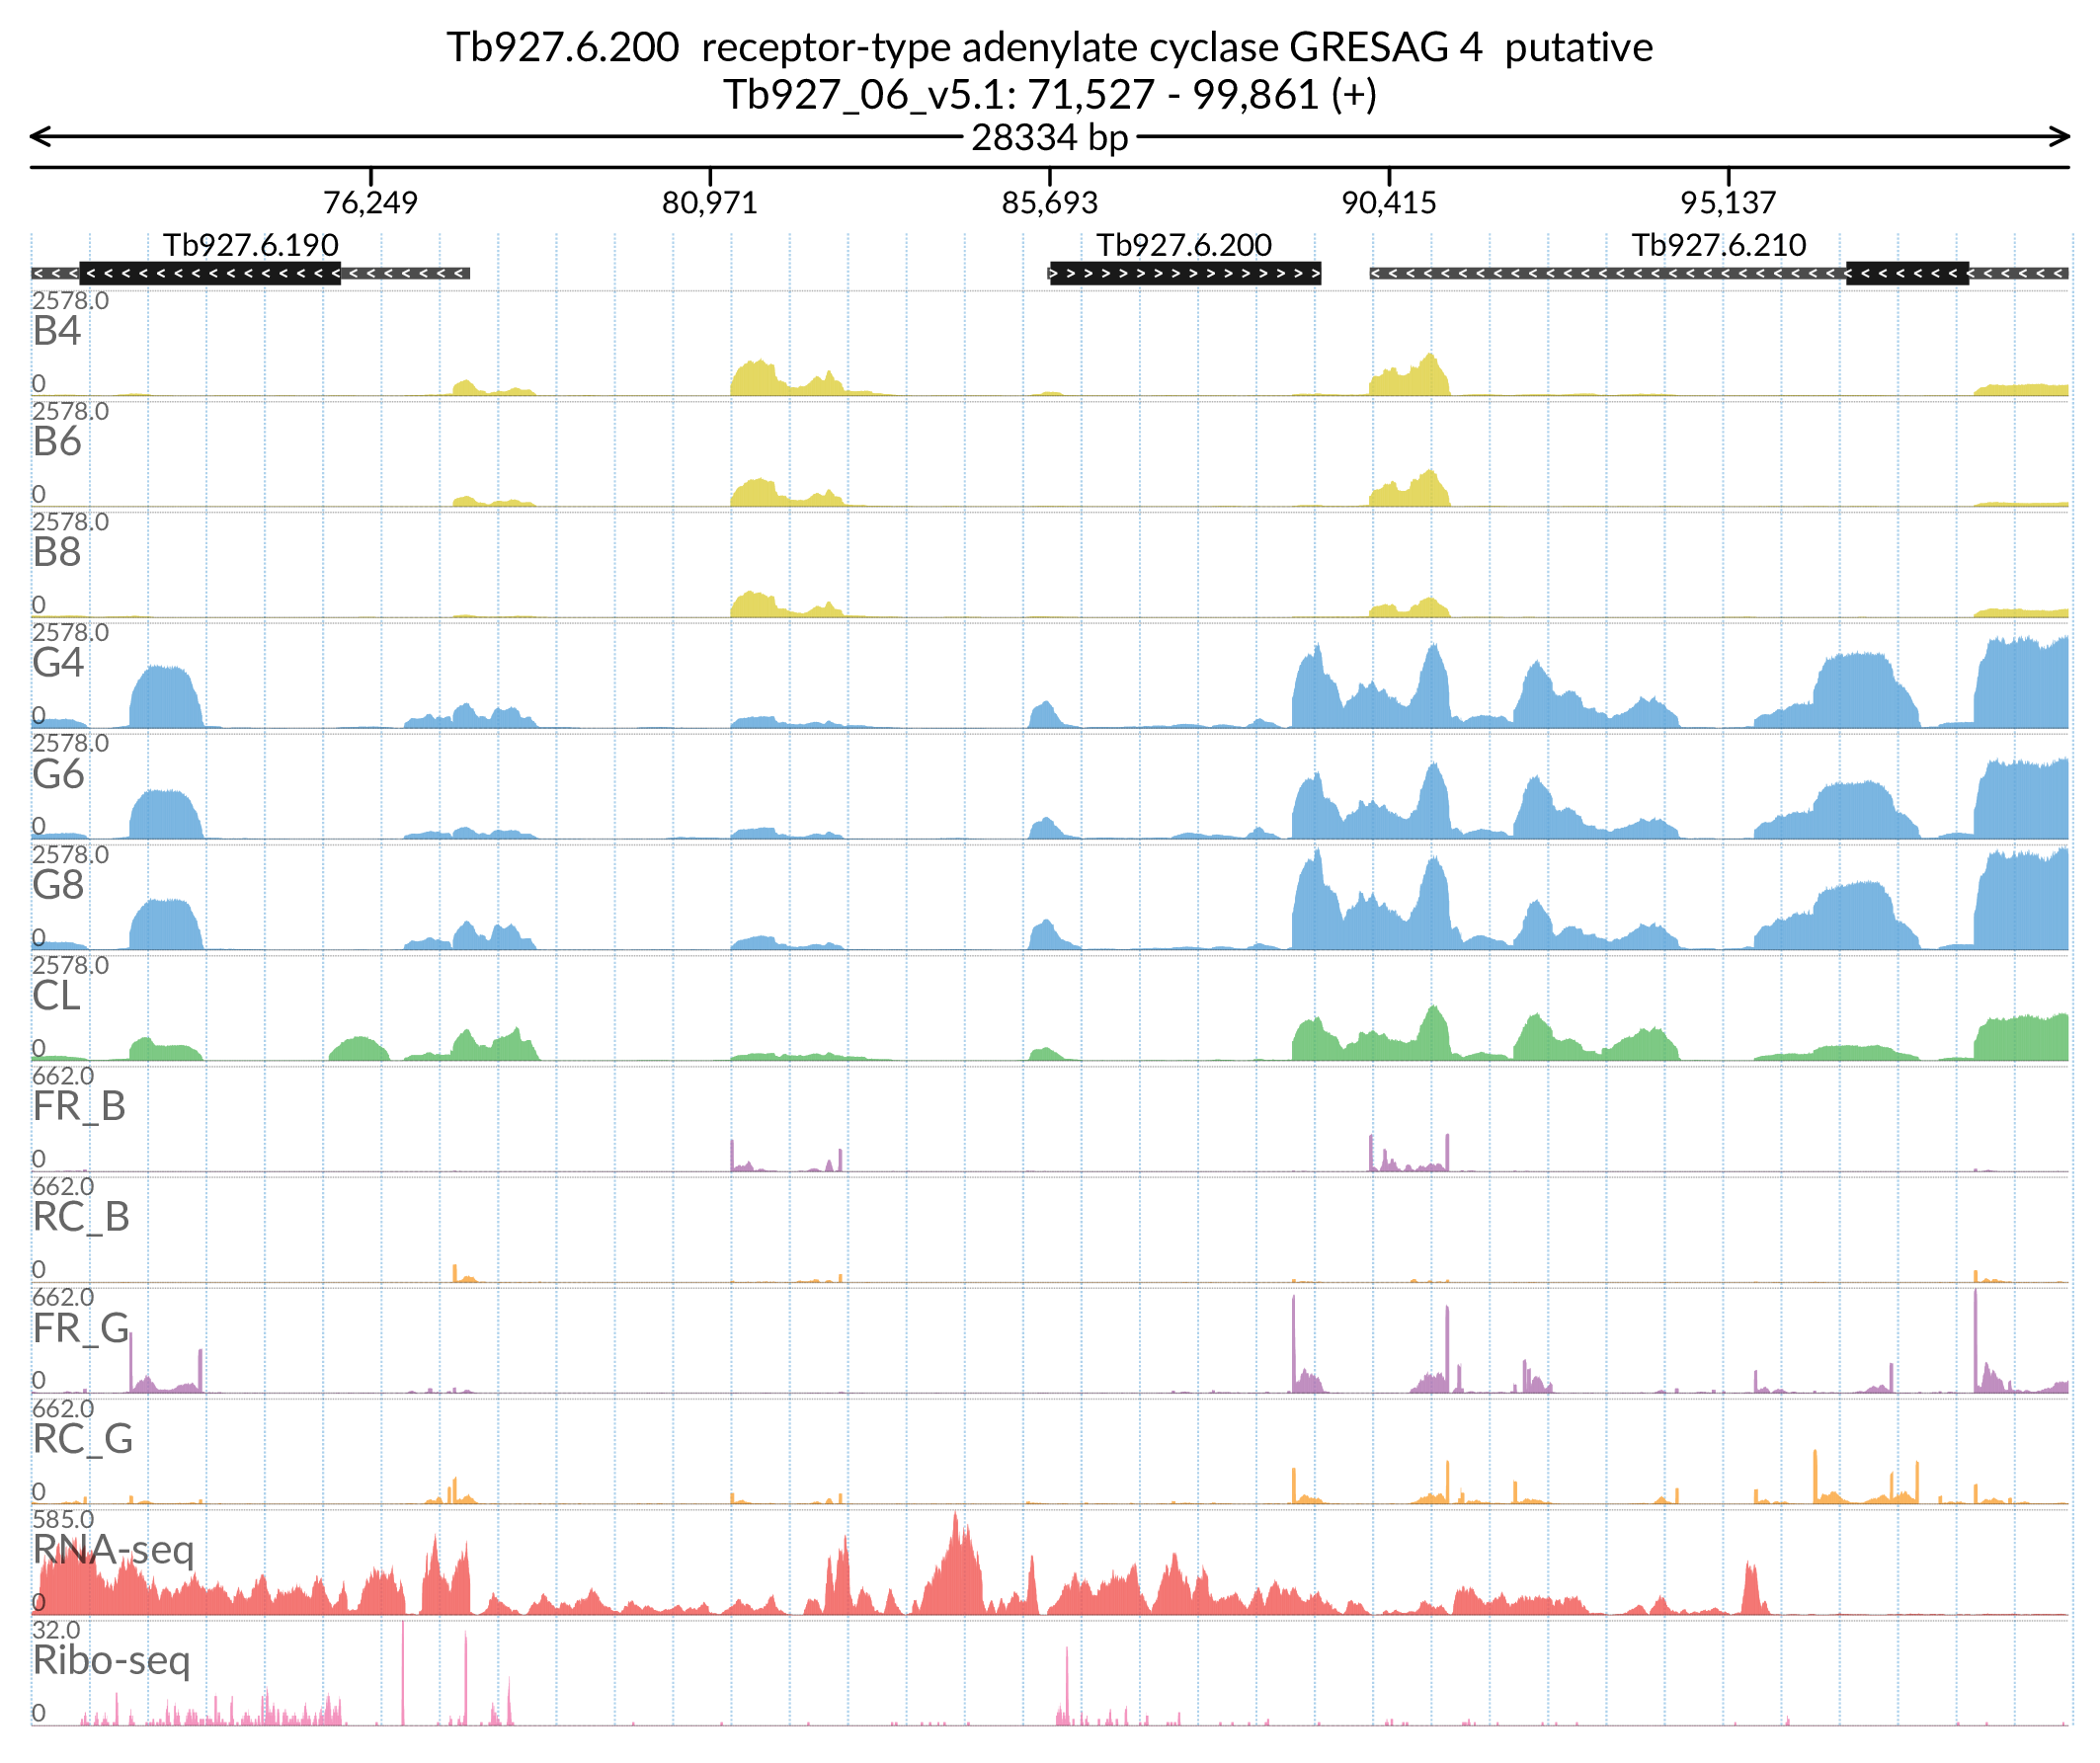 Tb927.6.200 receptor-type adenylate cyclase GRESAG 4 putative
Tb927_06_v5.1: 71,527 - 99,861 (+)
28334 bp
76,249 80,971 85,693 90,415 95,137
Tb927.6.190 Tb927.6.200 Tb927.6.210
2578.0
B4
0
2578.0
B6
0
2578.0
B8
0
2578.0
G4
0
2578.0
G6
0
2578.0
G8
0
2578.0
CL
0
662.0
FR_B
0
662.0
RC_B
0
662.0
FR_G
0
662.0
RC_G
0
585.0
RNA-seq
0
32.0
Ribo-seq
0